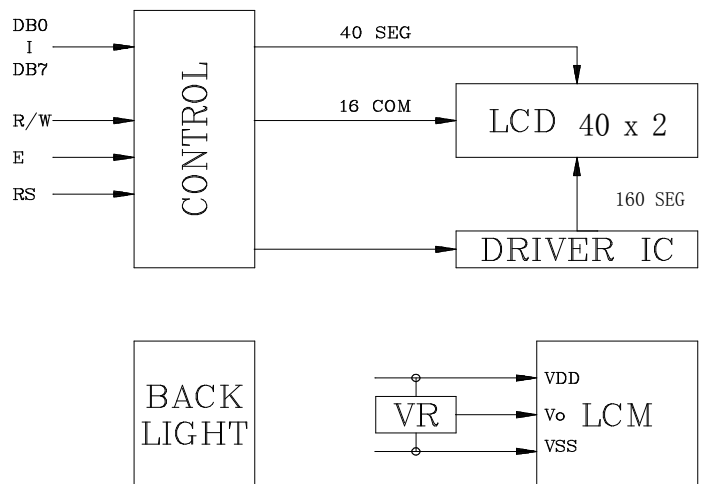 DB0
I
DB7
R/W
E
RS
CONTROL
40 SEG
16 COM
LCD 40 x 2
160 SEG
DRIVER IC
BACK
LIGHT
VR
VDD
Vo
VSS
LCM